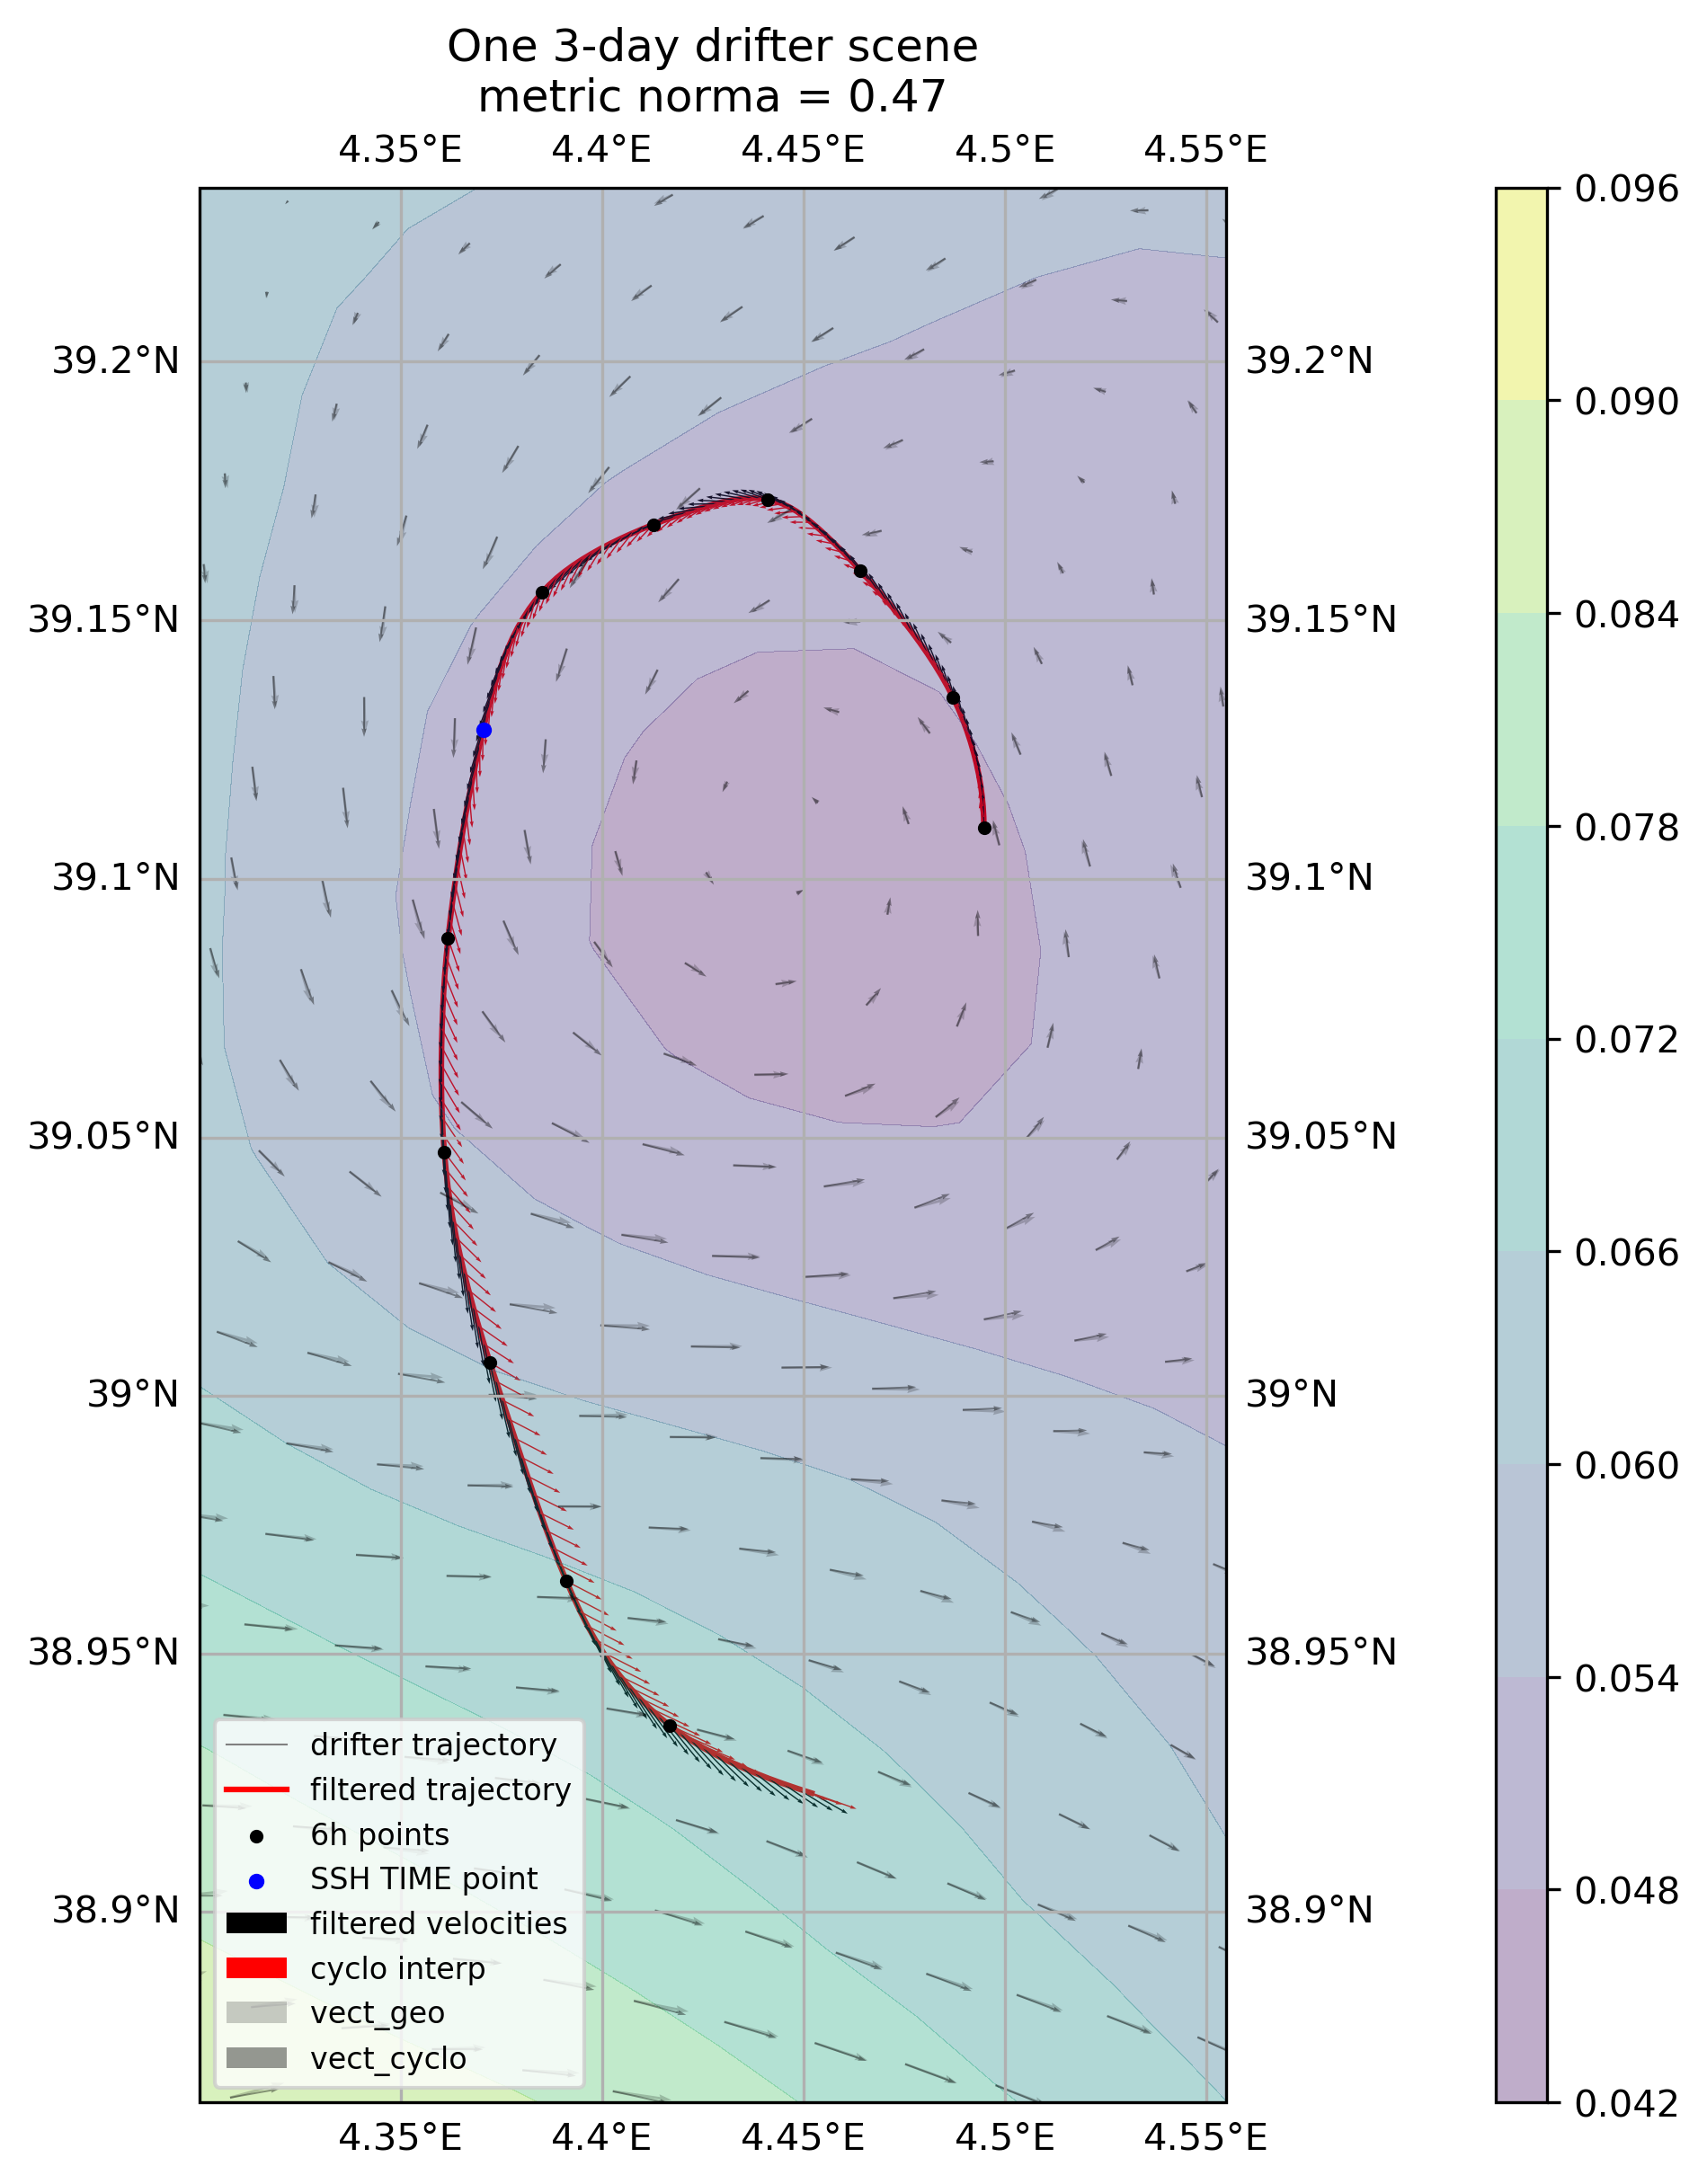 One 3-day drifter scene
metric norma = 0.47
4.35°E 4.4°E 4.45°E 4.5°E 4.55°E
39.2°N 39.2°N
39.15°N 39.15°N
39.1°N 39.1°N
39.05°N 39.05°N
39°N 39°N
38.95°N 38.95°N
38.9°N 38.9°N
4.35°E 4.4°E 4.45°E 4.5°E 4.55°E
drifter trajectory
filtered trajectory
6h points
SSH TIME point
filtered velocities
cyclo interp
vect_geo
vect_cyclo
0.096
0.090
0.084
0.078
0.072
0.066
0.060
0.054
0.048
0.042